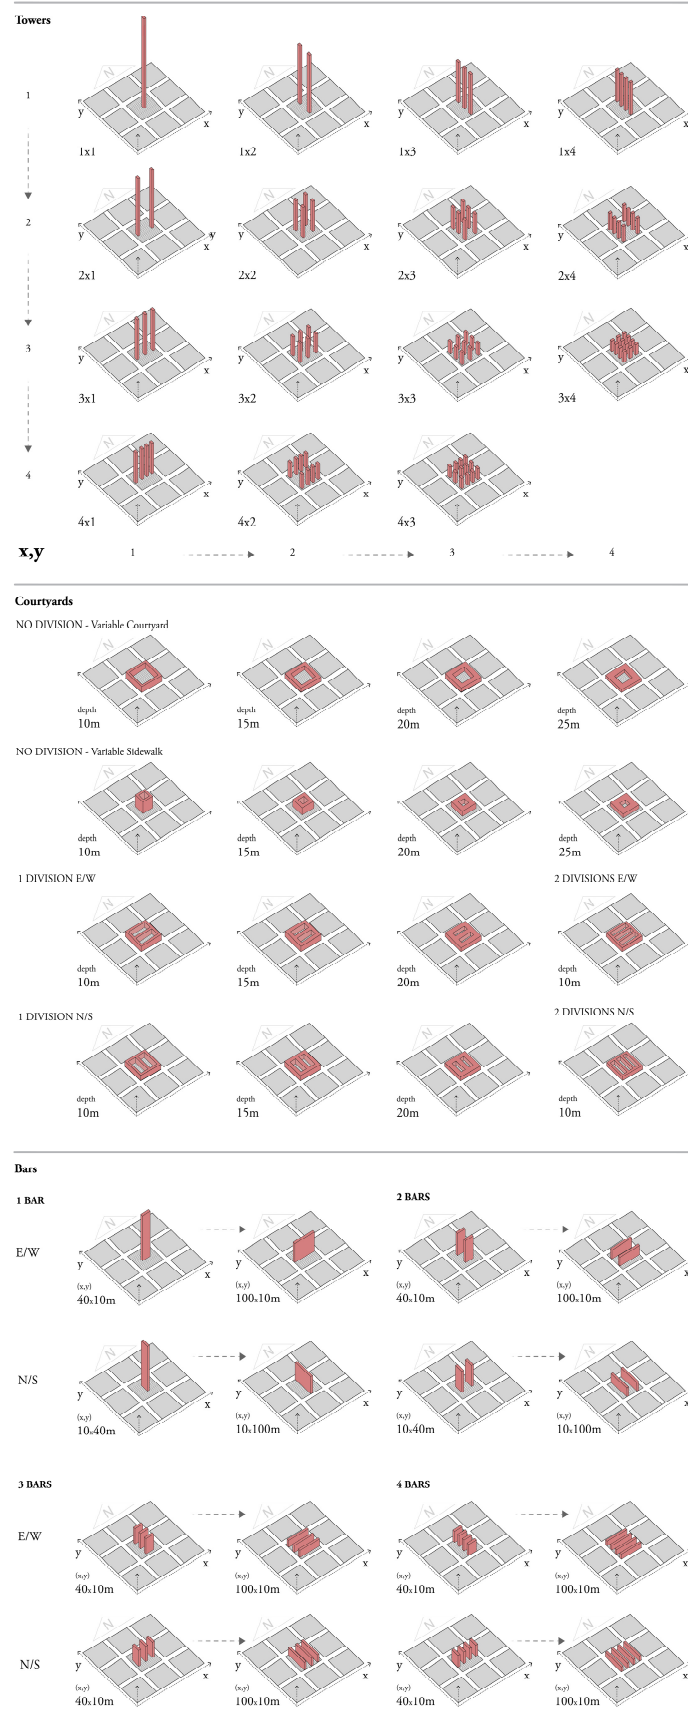 Towers
N N N N
1
y x y x y x y x
1x1 1x2 1x3 1x4
N N N N
2
y x y y x y x y x
2x1 2x2 2x3 2x4
N N N N
3
y x y x y x y x
3x1 3x2 3x3 3x4
N N N
4
y x y x y x
4x1 4x2 4x3
x,y 1 2 3 4
Courtyards
NO DIVISION - Variable Courtyard
N N N N
depth depth depth depth
10m 15m 20m 25m
NO DIVISION - Variable Sidewalk
N N N N
depth depth depth depth
10m 15m 20m 25m
1 DIVISION E/W 2 DIVISIONS E/W
N N N N
depth depth depth depth
10m 15m 20m 10m
1 DIVISION N/S 2 DIVISIONS N/S
N N N N
depth depth depth depth
10m 15m 20m 10m
Bars
1 BAR 2 BARS
N N
E/W
y x y x y x y x
(x,y) (x,y) (x,y) (x,y)
40x10m 100x10m 40x10m 100x10m
N N
N/S
y x y x y x y x
(x,y) (x,y) (x,y) (x,y)
10x40m 10x100m 10x40m 10x100m
3 BARS 4 BARS
N N
E/W
y x y x y x y x
(x,y) (x,y) (x,y) (x,y)
40x10m 100x10m 40x10m 100x10m
N N
N/S
y x y x y x y x
(x,y) (x,y) (x,y) (x,y)
40x10m 100x10m 40x10m 100x10m